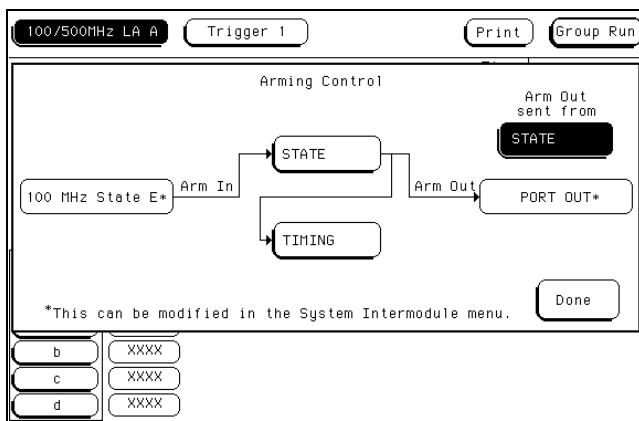 100/500MHz LA A
Trigger 1
Print
Group Run
Arming Control
Arm Out
sent from
STATE
STATE
Arm In
100 MHz State E*
Arm Out
PORT OUT*
TIMING
Done
*This can be modified in the System Intermodule menu.
b XXXX
c XXXX
d XXXX